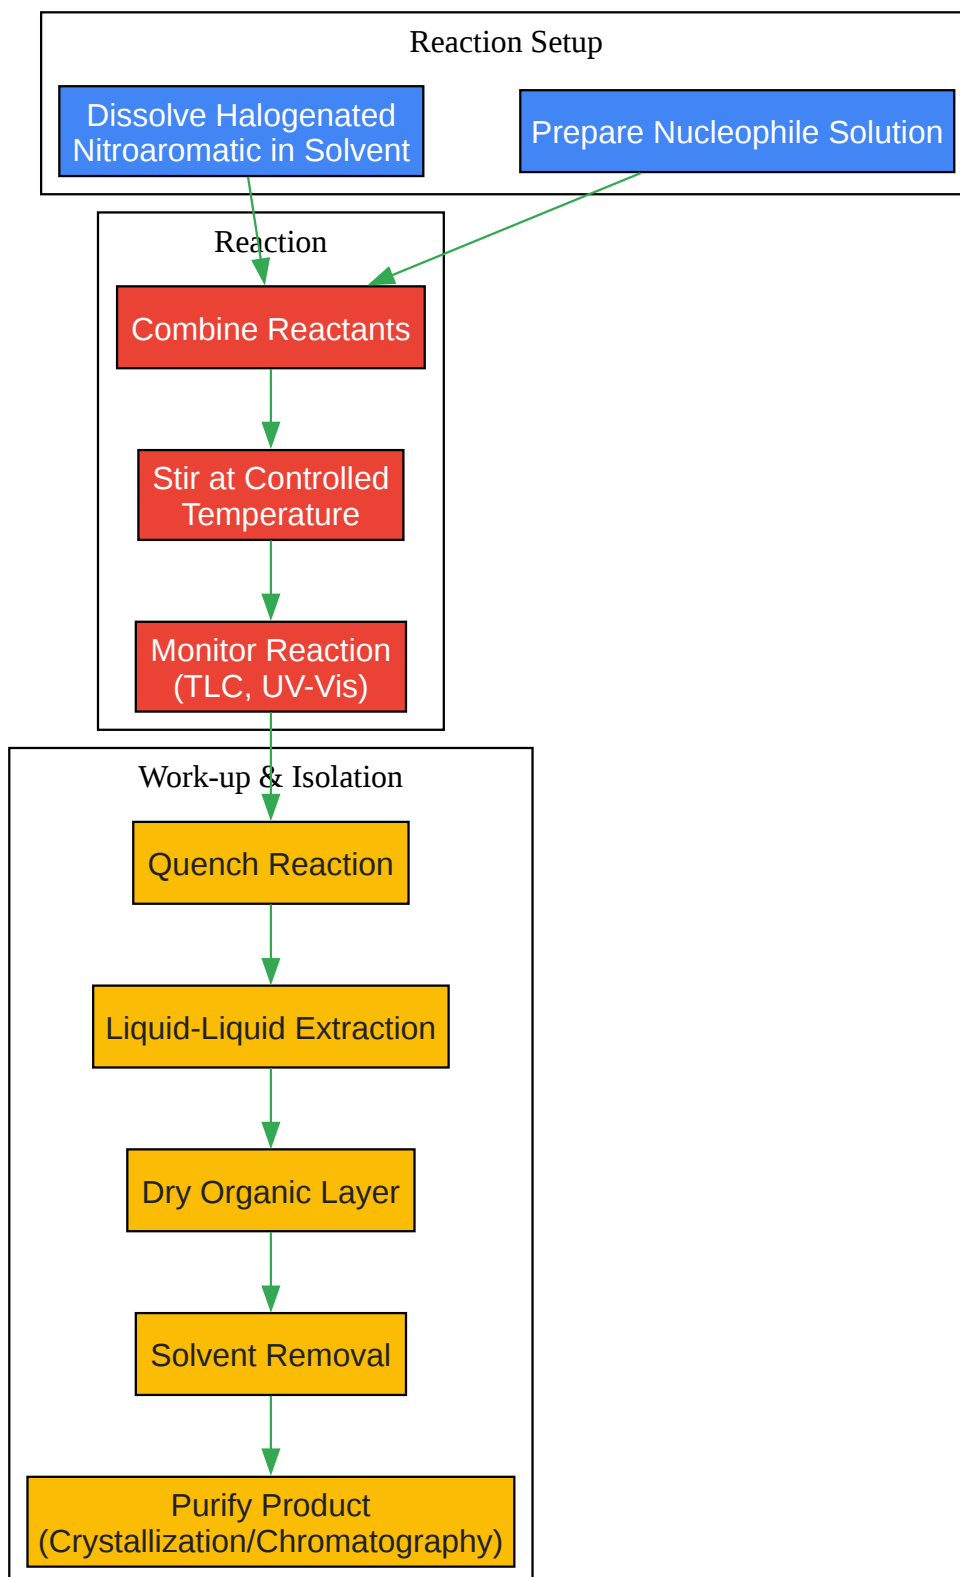 Reaction Setup
Dissolve Halogenated
Nitroaromatic in Solvent
Prepare Nucleophile Solution
Reaction
Combine Reactants
Stir at Controlled
Temperature
Monitor Reaction
(TLC, UV-Vis)
Work-up & Isolation
Quench Reaction
Liquid-Liquid Extraction
Dry Organic Layer
Solvent Removal
Purify Product
(Crystallization/Chromatography)